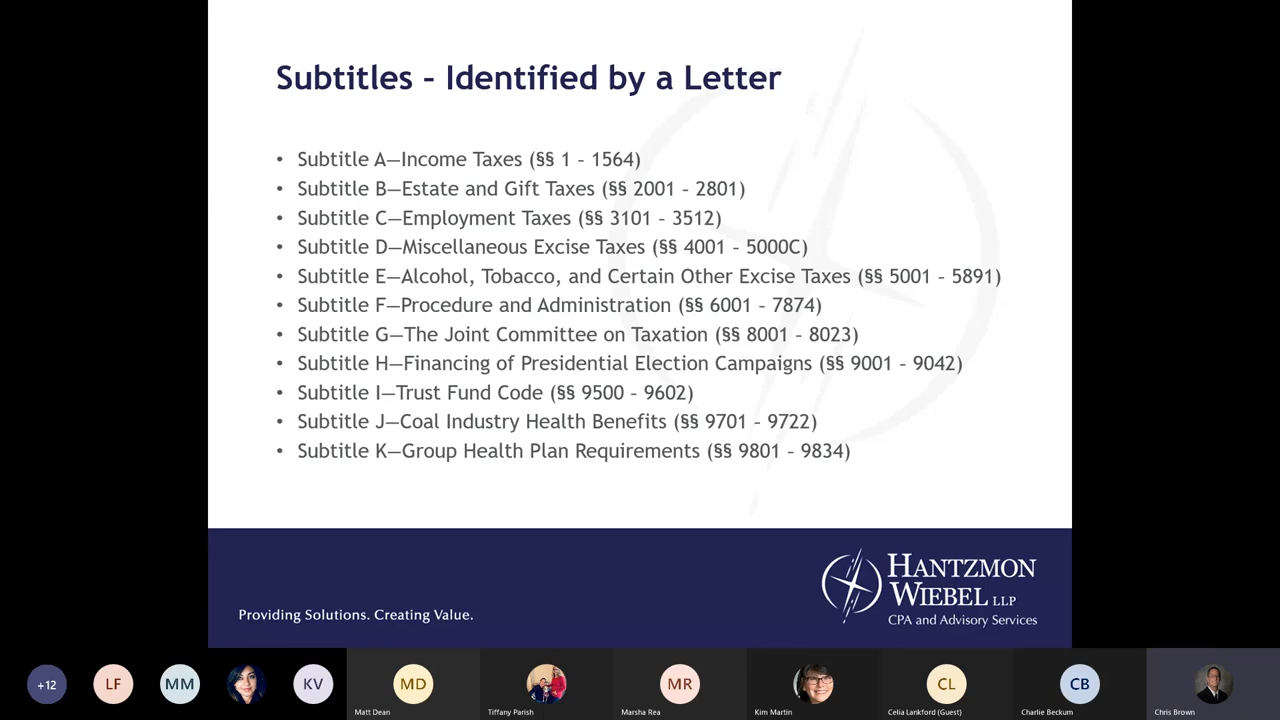 Subtitles – Identified by a Letter
• Subtitle A—Income Taxes (§§ 1 – 1564)
• Subtitle B—Estate and Gift Taxes (§§ 2001 – 2801)
• Subtitle C—Employment Taxes (§§ 3101 – 3512)
• Subtitle D—Miscellaneous Excise Taxes (§§ 4001 – 5000C)
• Subtitle E—Alcohol, Tobacco, and Certain Other Excise Taxes (§§ 5001 – 5891)
• Subtitle F—Procedure and Administration (§§ 6001 – 7874)
• Subtitle G—The Joint Committee on Taxation (§§ 8001 – 8023)
• Subtitle H—Financing of Presidential Election Campaigns (§§ 9001 – 9042)
• Subtitle I—Trust Fund Code (§§ 9500 – 9602)
• Subtitle J—Coal Industry Health Benefits (§§ 9701 – 9722)
• Subtitle K—Group Health Plan Requirements (§§ 9801 – 9834)
HANTZMON
WIEBEL LLP
CPA and Advisory Services
Providing Solutions. Creating Value.
+12 LF MM KV MD MR CL CB
Matt Dean Tiffany Parish Marsha Rea Kim Martin Celia Lankford (Guest) Charlie Beckum Chris Brown